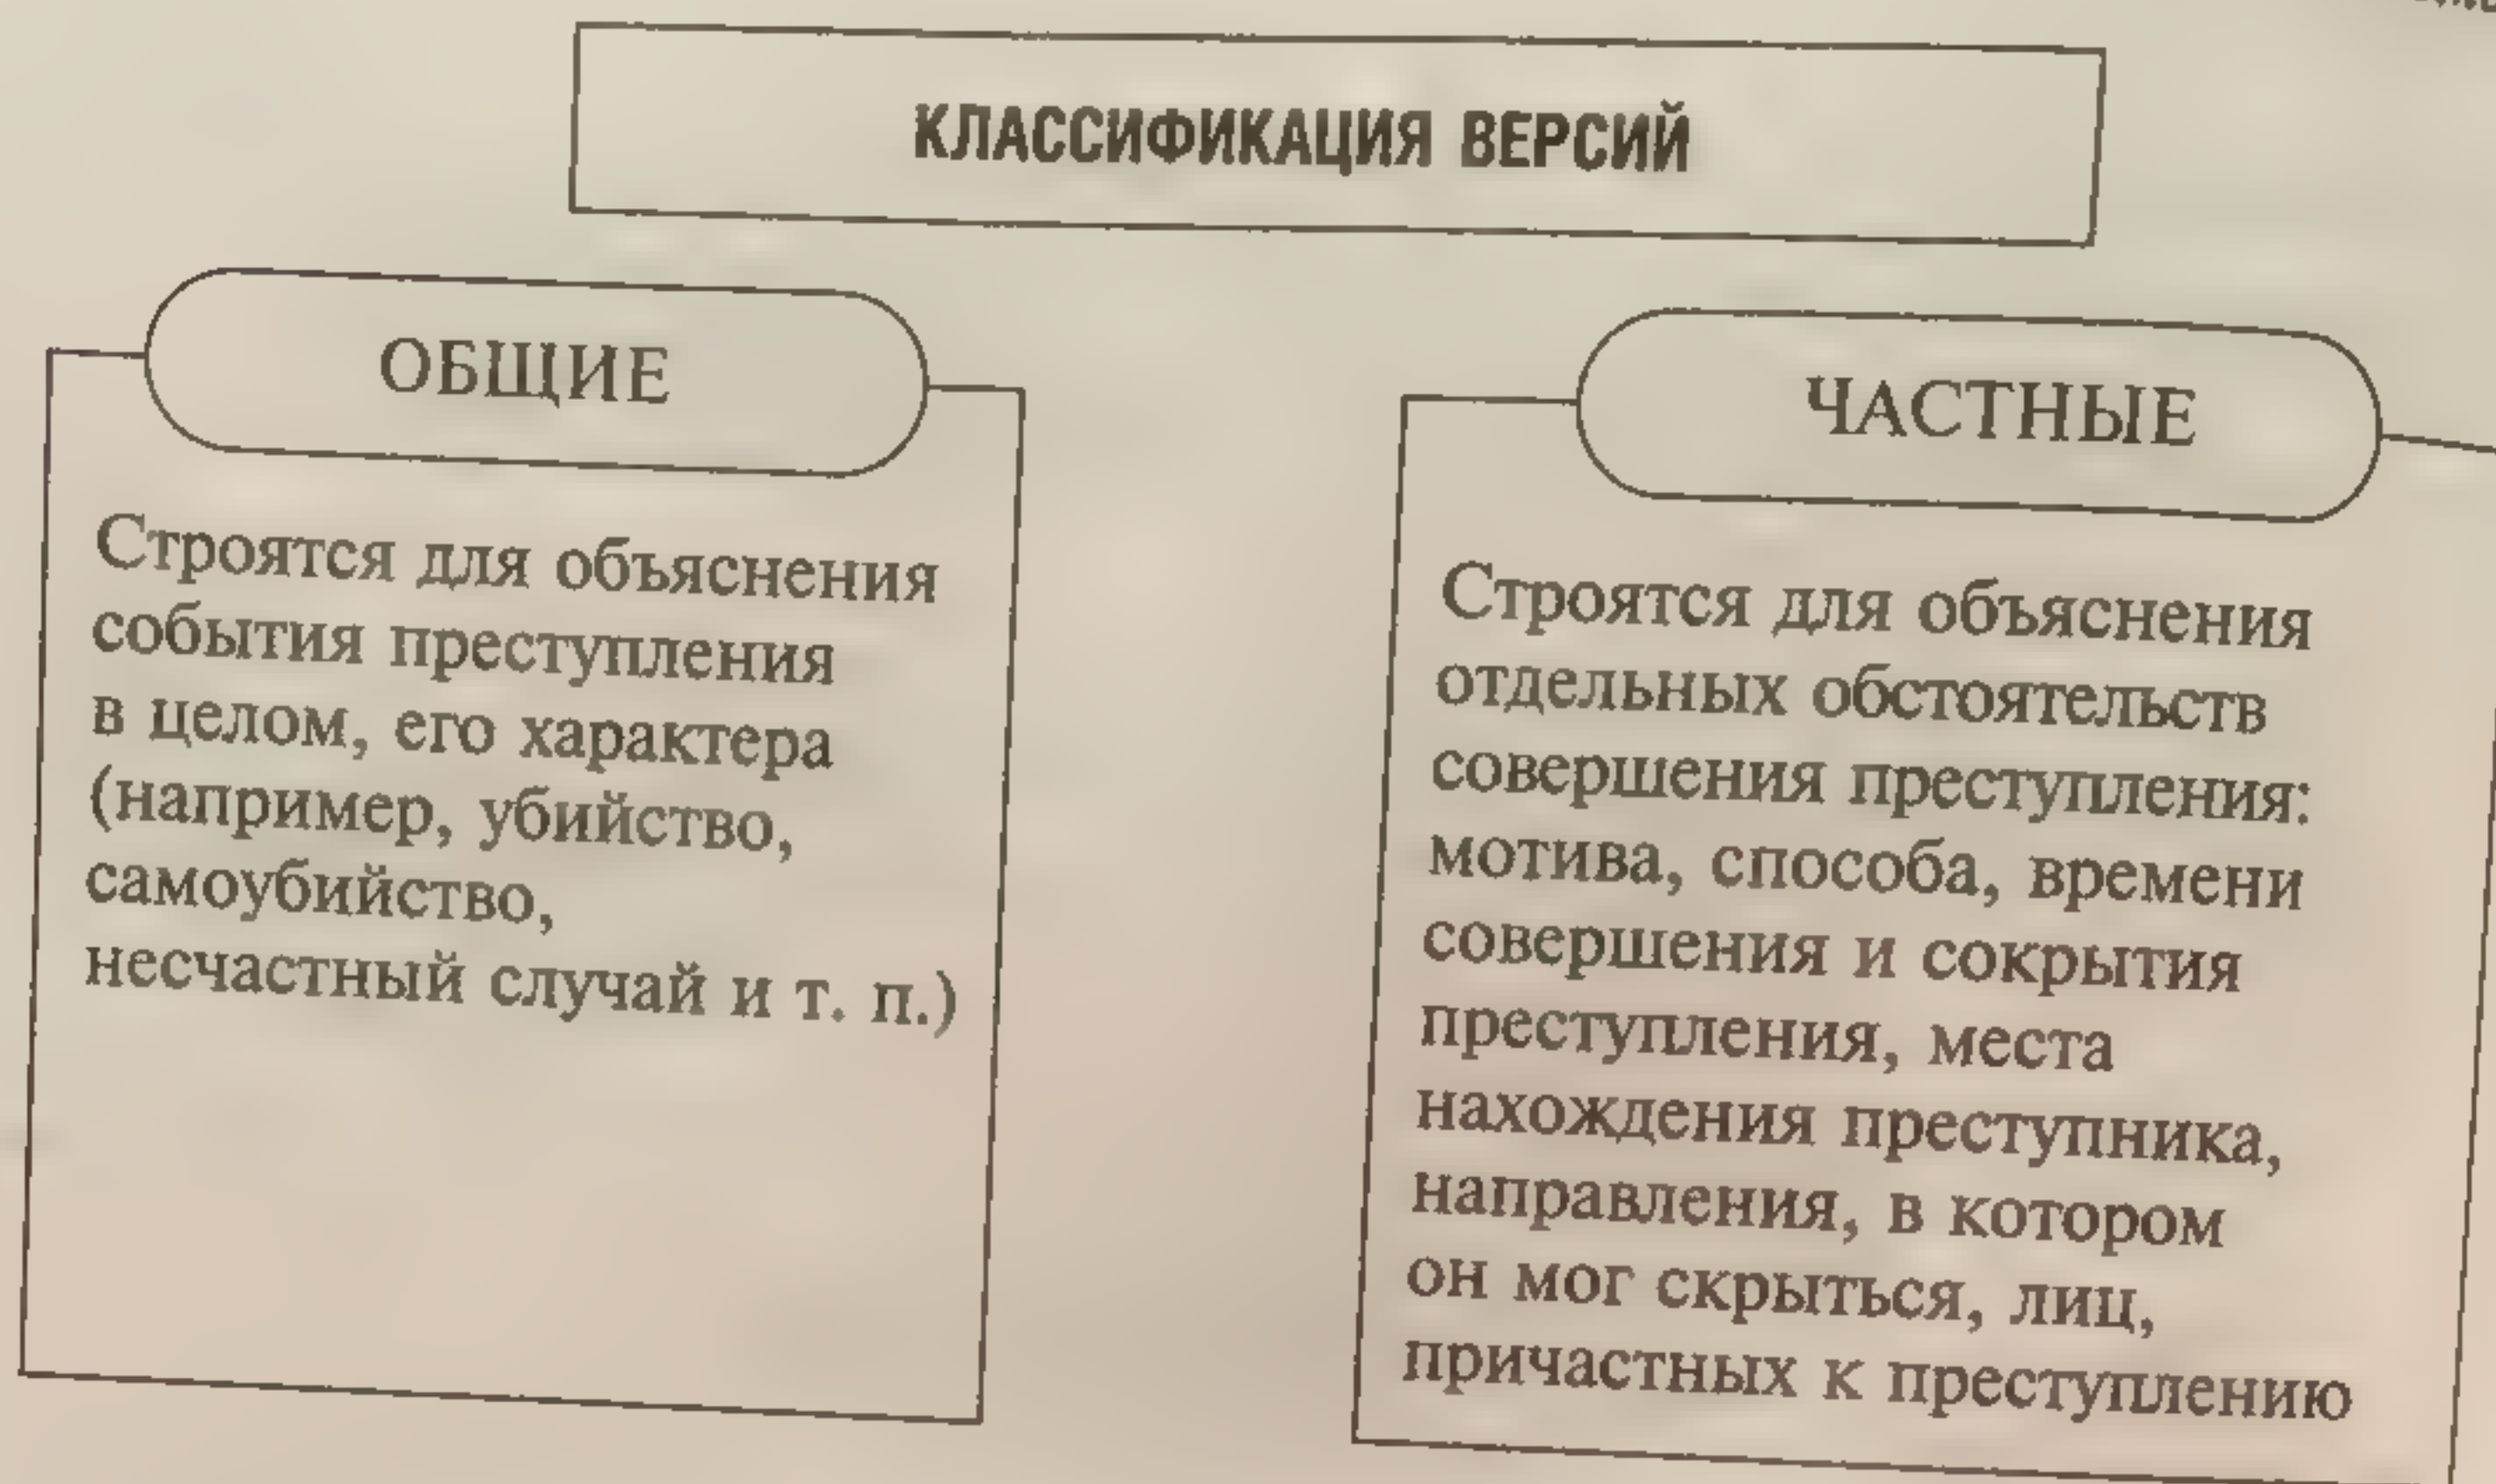 КЛАССИФИКАЦИЯ ВЕРСИЙ
ОБЩИЕ
Строятся для объяснения
события преступления
в целом, его характера
(например, убийство,
самоубийство,
несчастный случай и т. п.)
ЧАСТНЫЕ
Строятся для объяснения
отдельных обстоятельств
совершения преступления:
мотива, способа, времени
совершения и сокрытия
преступления, места
нахождения преступника,
направления, в котором
он мог скрыться, лиц,
причастных к преступлению